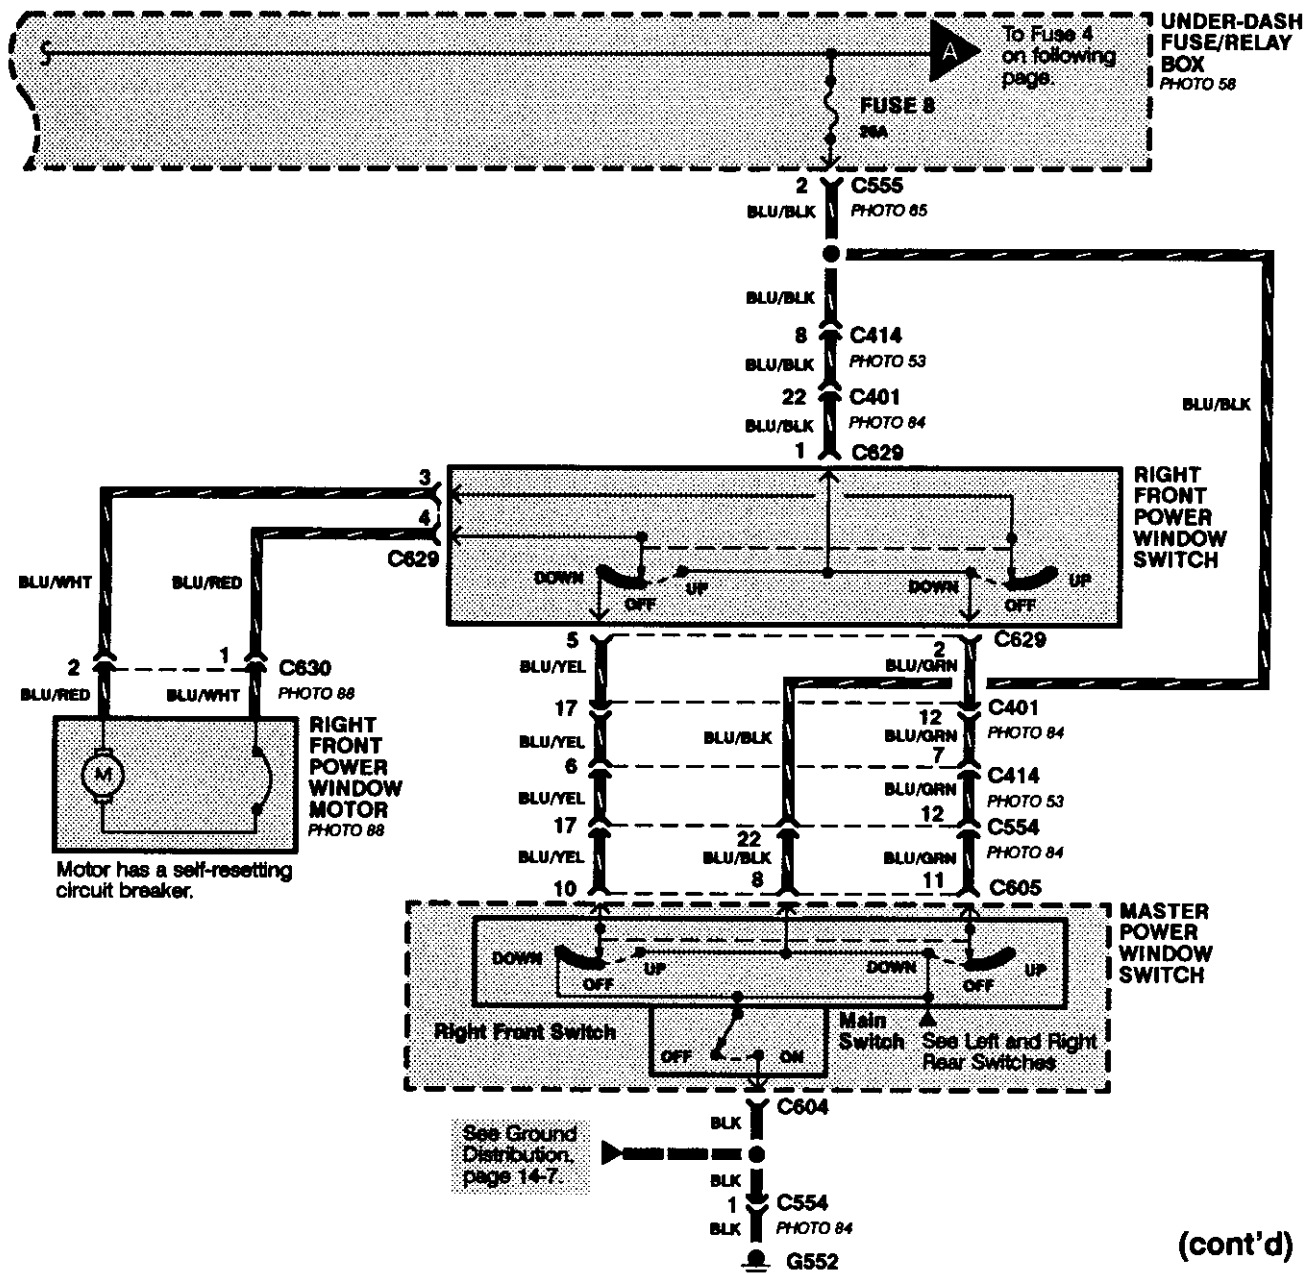 UNDER-DASH
FUSE/RELAY
BOX
PHOTO 58
A
To Fuse 4
on following
page.
FUSE 8
2 C555
BLU/BLK PHOTO 65
BLU/BLK
8 C414
BLU/BLK PHOTO 53
22 C401
BLU/BLK PHOTO 84
1 C629
BLU/BLK
RIGHT
FRONT
POWER
WINDOW
SWITCH
3
4
C629
DOWN UP DOWN UP
OFF OFF
BLU/WHT BLU/RED
2 1 C630
BLU/RED BLU/WHT PHOTO 88
RIGHT
FRONT
POWER
WINDOW
MOTOR
PHOTO 88
M
Motor has a self-resetting
circuit breaker.
5 2 C629
BLU/YEL BLU/GRN
17 12 C401
PHOTO 84
BLU/YEL BLU/BLK BLU/GRN
6 7 C414
BLU/YEL BLU/GRN PHOTO 53
17 22 12 C554
BLU/YEL BLU/BLK BLU/GRN PHOTO 84
10 8 11 C605
MASTER
POWER
WINDOW
SWITCH
DOWN UP DOWN UP
OFF OFF
Right Front Switch
Main
Switch
See Left and Right
Rear Switches
OFF ON
C604
BLK
See Ground
Distribution,
page 14-7.
BLK
1 C554
BLK PHOTO 84
G552
(cont'd)